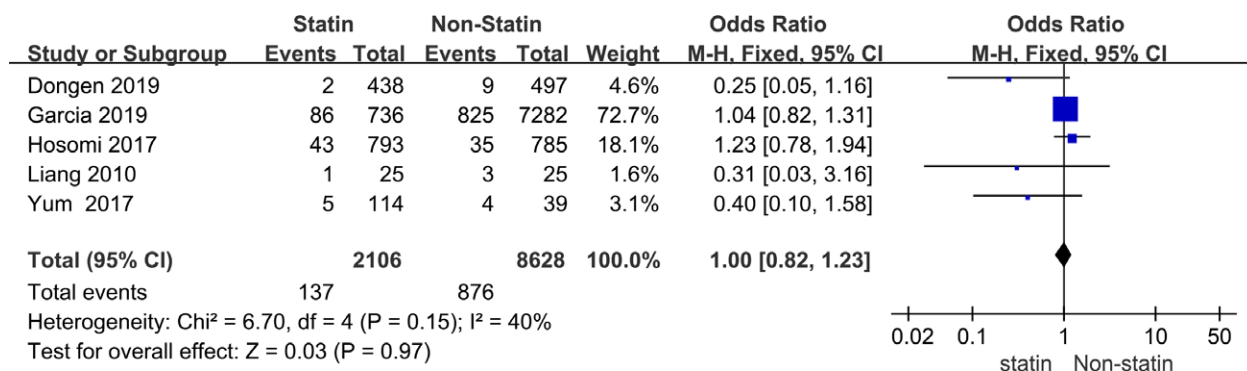 Statin Non-Statin Odds Ratio Odds Ratio
Study or Subgroup Events Total Events Total Weight M-H, Fixed, 95% CI M-H, Fixed, 95% CI
Dongen 2019 2 438 9 497 4.6% 0.25 [0.05, 1.16]
Garcia 2019 86 736 825 7282 72.7% 1.04 [0.82, 1.31]
Hosomi 2017 43 793 35 785 18.1% 1.23 [0.78, 1.94]
Liang 2010 1 25 3 25 1.6% 0.31 [0.03, 3.16]
Yum 2017 5 114 4 39 3.1% 0.40 [0.10, 1.58]
Total (95% CI) 2106 8628 100.0% 1.00 [0.82, 1.23]
Total events 137 876
Heterogeneity: Chi² = 6.70, df = 4 (P = 0.15); I² = 40%
Test for overall effect: Z = 0.03 (P = 0.97)
0.02 0.1 1 10 50
statin Non-statin